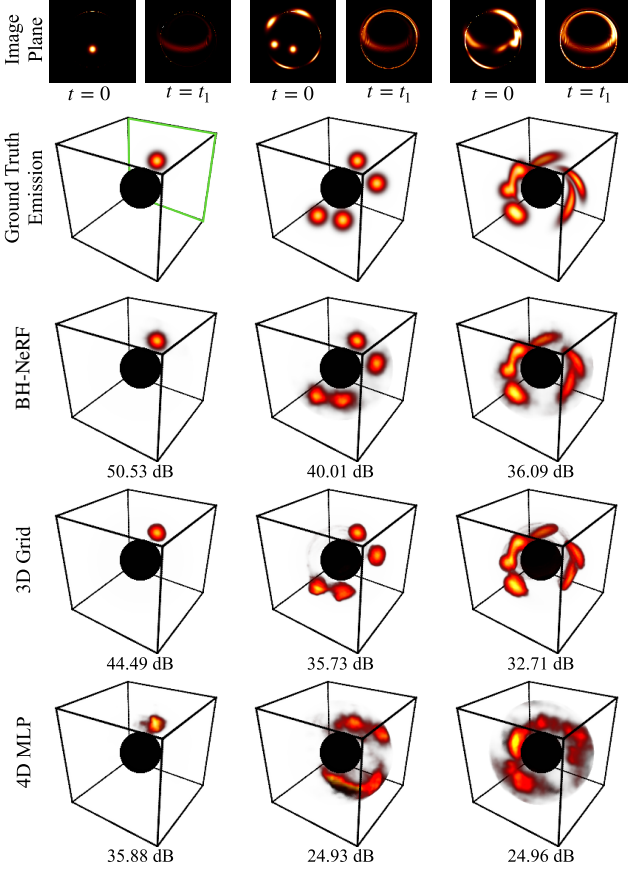 Image
Plane
t = 0
t = t₁
t = 0
t = t₁
t = 0
t = t₁
Ground Truth
Emission
BH-NeRF
50.53 dB
40.01 dB
36.09 dB
3D Grid
44.49 dB
35.73 dB
32.71 dB
4D MLP
35.88 dB
24.93 dB
24.96 dB